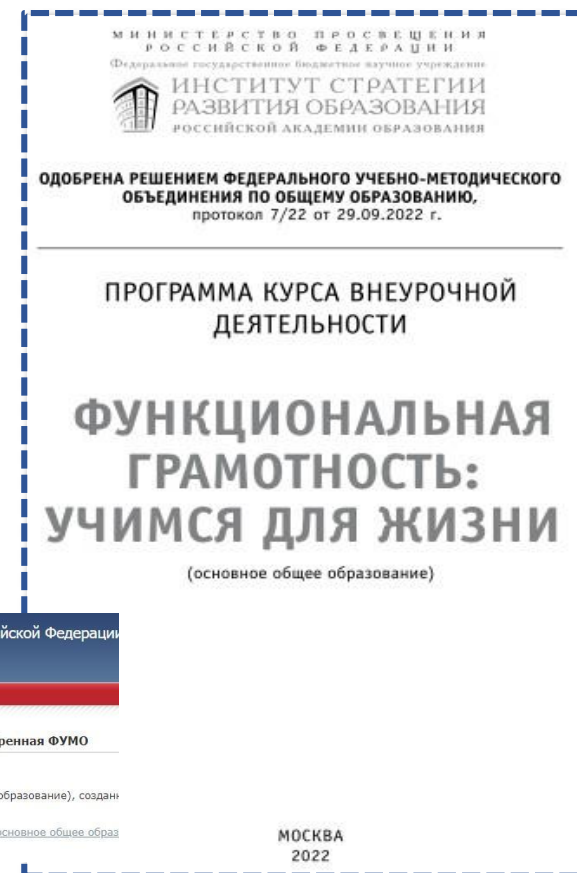 МИНИСТЕРСТВО ПРОСВЕЩЕНИЯ
РОССИЙСКОЙ ФЕДЕРАЦИИ
Федеральное государственное бюджетное научное учреждение
ИНСТИТУТ СТРАТЕГИИ
РАЗВИТИЯ ОБРАЗОВАНИЯ
РОССИЙСКОЙ АКАДЕМИИ ОБРАЗОВАНИЯ
ОДОБРЕНА РЕШЕНИЕМ ФЕДЕРАЛЬНОГО УЧЕБНО-МЕТОДИЧЕСКОГО
ОБЪЕДИНЕНИЯ ПО ОБЩЕМУ ОБРАЗОВАНИЮ,
протокол 7/22 от 29.09.2022 г.
ПРОГРАММА КУРСА ВНЕУРОЧНОЙ
ДЕЯТЕЛЬНОСТИ
ФУНКЦИОНАЛЬНАЯ
ГРАМОТНОСТЬ:
УЧИМСЯ ДЛЯ ЖИЗНИ
(основное общее образование)
йской Федерации
ренная ФУМО
образование), создан
основное общее образ
МОСКВА
2022